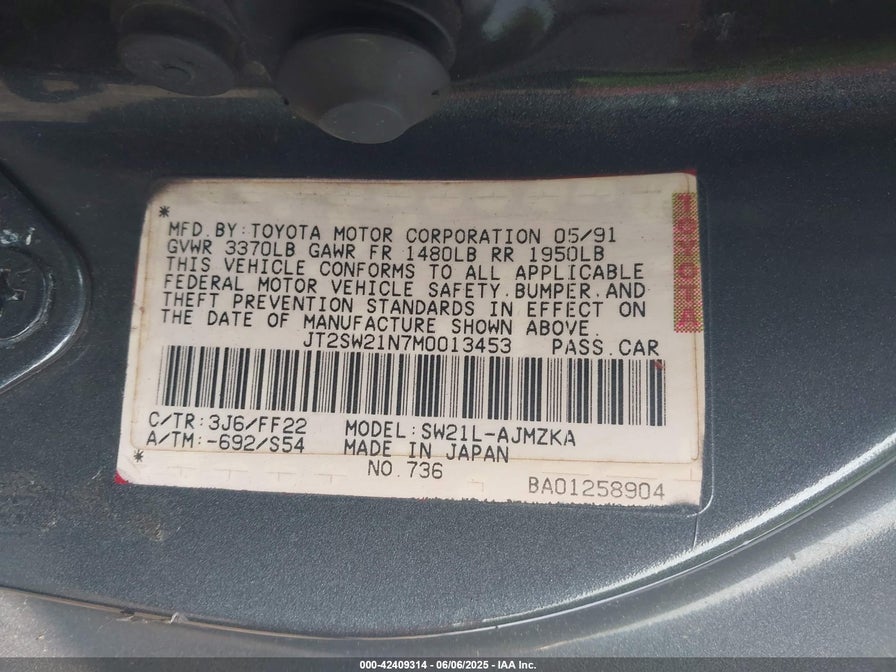 *
MFD.BY:TOYOTA MOTOR CORPORATION 05/91
GVWR 3370LB GAWR FR 1480LB RR 1950LB
THIS VEHICLE CONFORMS TO ALL APPLICABLE
FEDERAL MOTOR VEHICLE SAFETY,BUMPER,AND
THEFT PREVENTION STANDARDS IN EFFECT ON
THE DATE OF MANUFACTURE SHOWN ABOVE.
JT2SW21N7M0013453 PASS.CAR
C/TR:3J6/FF22 MODEL:SW21L-AJMZKA
A/TM:-692/S54 MADE IN JAPAN
* NO.736
BA01258904
TOYOTA
000-42409314 / 06/06/2025 - IAA Inc.